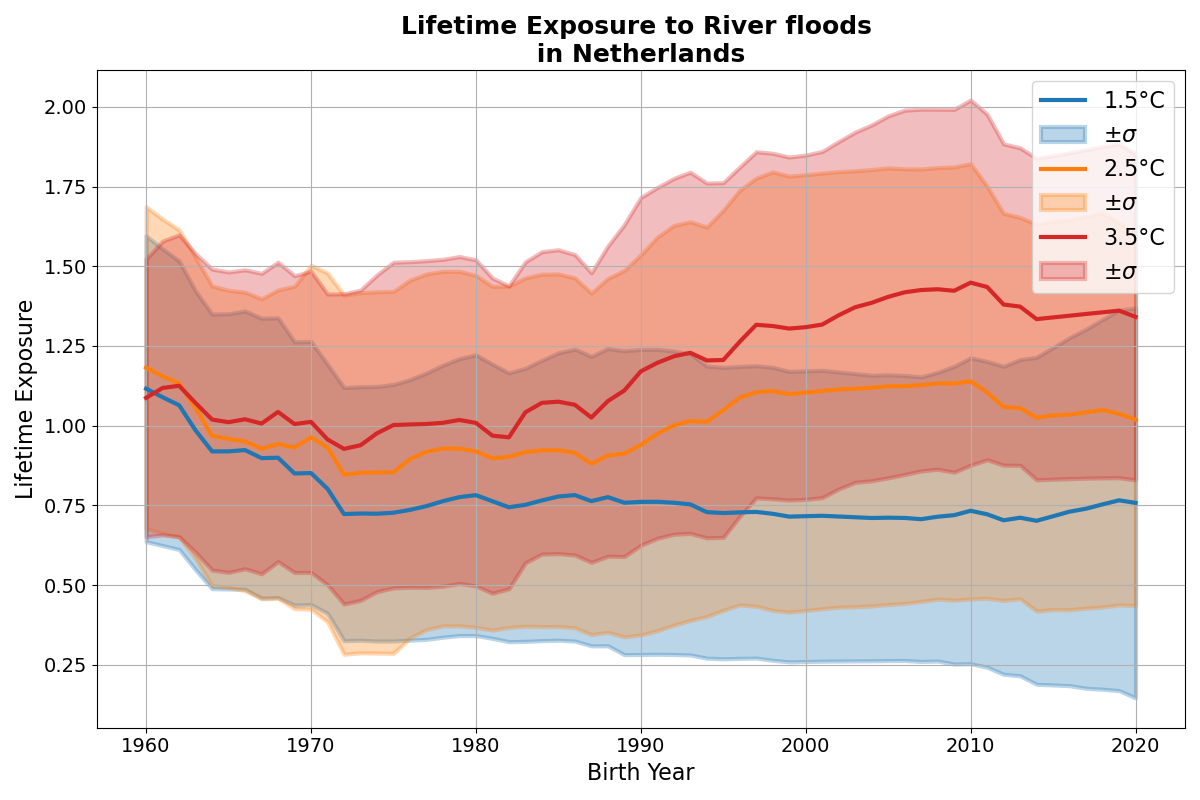 Lifetime Exposure to River floods
in Netherlands
Lifetime Exposure
2.00
1.75
1.50
1.25
1.00
0.75
0.50
0.25
1960 1970 1980 1990 2000 2010 2020
Birth Year
1.5°C
±σ
2.5°C
±σ
3.5°C
±σ